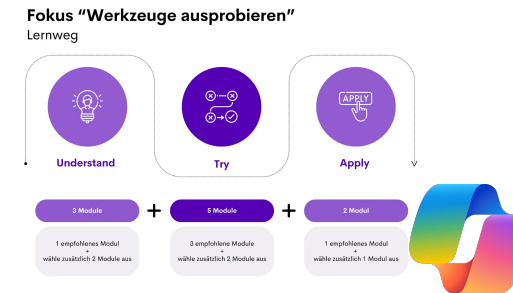 Fokus “Werkzeuge ausprobieren”
Lernweg
APPLY
Understand
Try
Apply
3 Module
+
5 Module
+
2 Modul
1 empfohlenes Modul
+
wähle zusätzlich 2 Module aus
3 empfohlene Module
+
wähle zusätzlich 2 Module aus
1 empfohlenes Modul
+
wähle zusätzlich 1 Modul aus